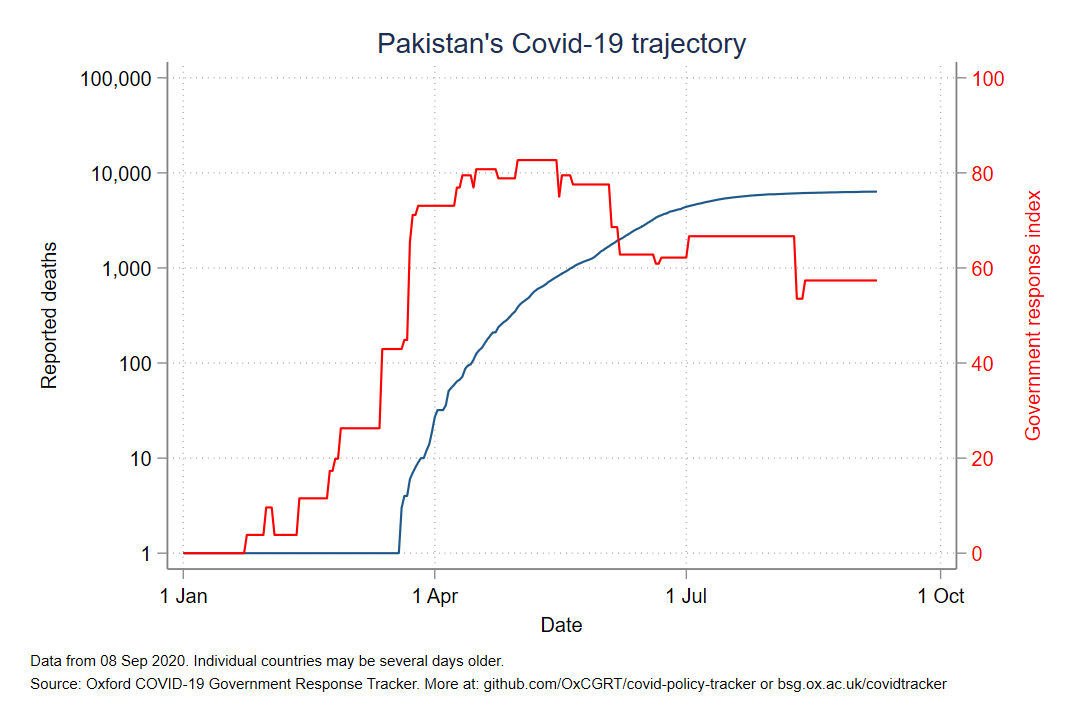 Pakistan's Covid-19 trajectory
100,000
10,000
1,000
100
10
1
Reported deaths
100
80
60
40
20
0
Government response index
1 Jan
1 Apr
1 Jul
1 Oct
Date
Data from 08 Sep 2020. Individual countries may be several days older.
Source: Oxford COVID-19 Government Response Tracker. More at: github.com/OxCGRT/covid-policy-tracker or bsg.ox.ac.uk/covidtracker